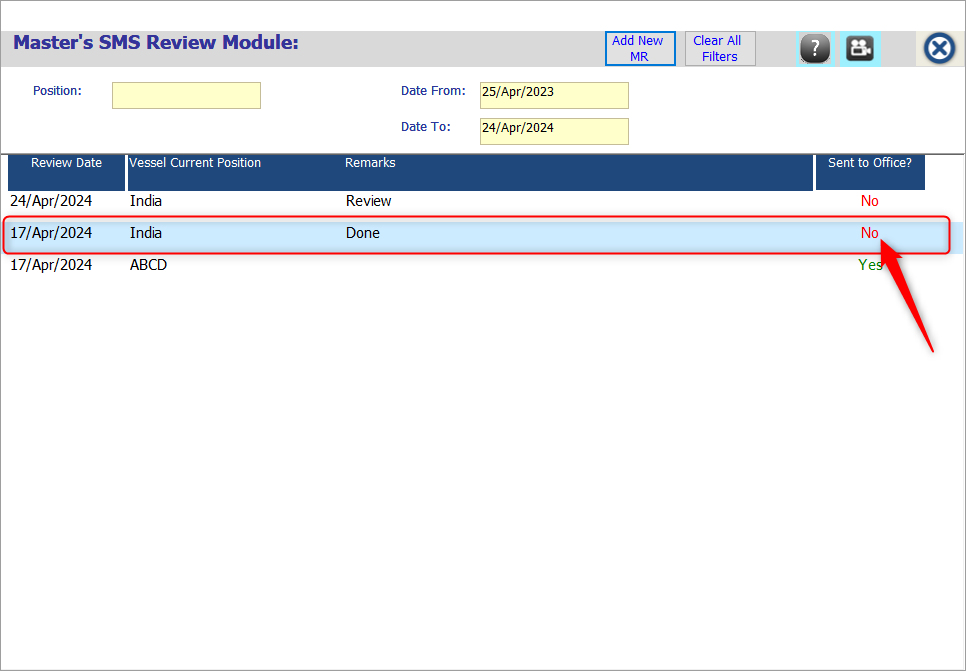 Master's SMS Review Module:
Add New
MR
Clear All
Filters
?
Position:
Date From: 25/Apr/2023
Date To: 24/Apr/2024
Review Date Vessel Current Position Remarks Sent to Office?
24/Apr/2024 India Review No
17/Apr/2024 India Done No
17/Apr/2024 ABCD Yes